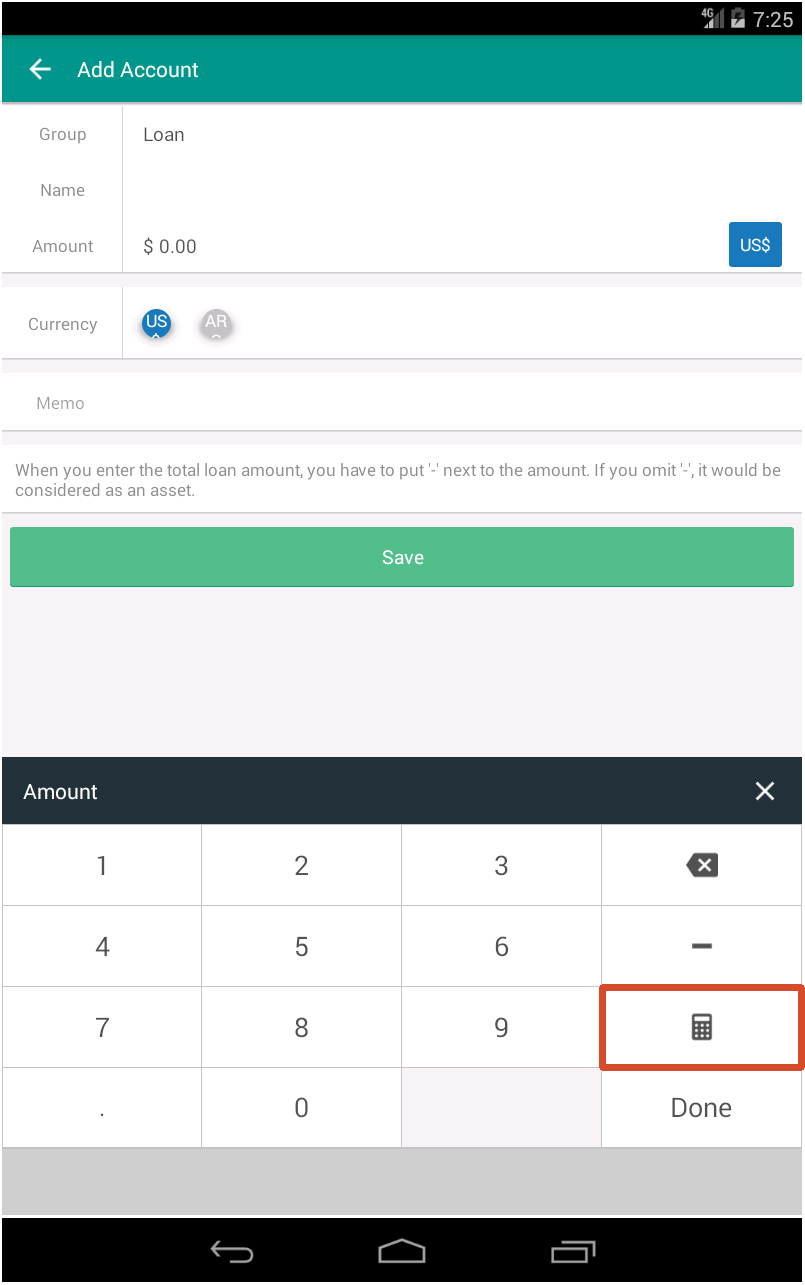 4G 7:25
Add Account
Group Loan
Name
Amount $ 0.00 US$
Currency US AR
Memo
When you enter the total loan amount, you have to put '-' next to the amount. If you omit '-', it would be
considered as an asset.
Save
Amount
1 2 3
4 5 6 –
7 8 9
. 0 Done